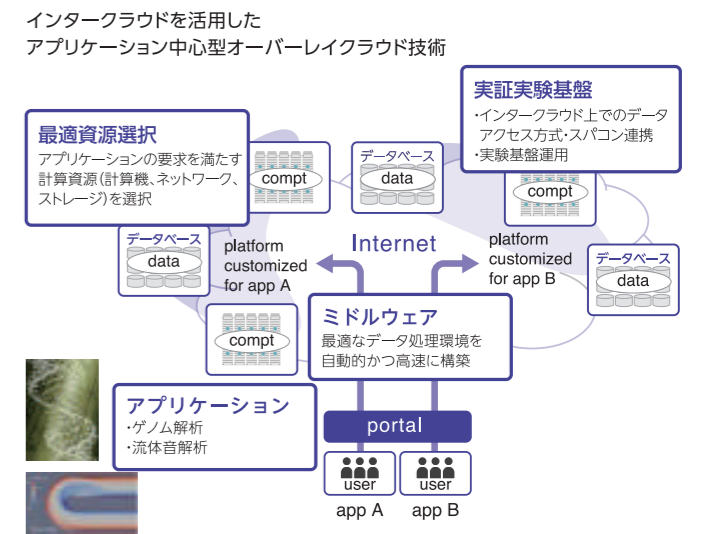 インタークラウドを活用した
アプリケーション中心型オーバーレイクラウド技術
実証実験基盤
・インタークラウド上でのデータ
アクセス方式・スパコン連携
・実験基盤運用
最適資源選択
アプリケーションの要求を満たす
計算資源(計算機、ネットワーク、
ストレージ)を選択
compt
データベース
data
compt
データベース
data
platform
customized
for app A
Internet
platform
customized
for app B
データベース
data
compt
ミドルウェア
最適なデータ処理環境を
自動的かつ高速に構築
アプリケーション
・ゲノム解析
・流体音解析
portal
user
user
app A
app B